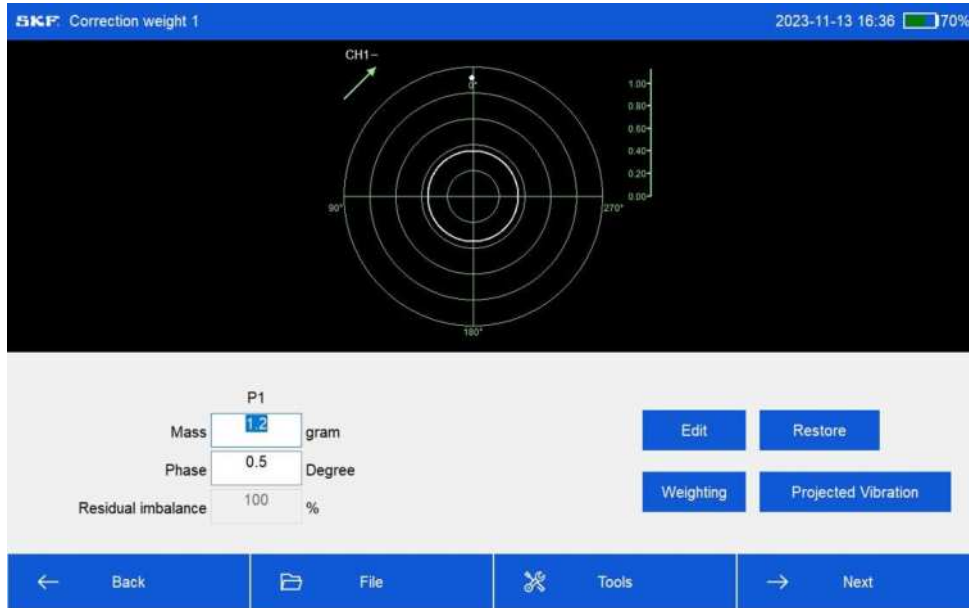 SKF. Correction weight 1
2023-11-13 16:36 70%
CH1-
0°
1.00
0.80
0.60
0.40
0.20
0.00
90°
270°
180°
P1
Mass 1.2 gram
Phase 0.5 Degree
Residual imbalance 100 %
Edit Restore
Weighting Projected Vibration
Back File Tools Next